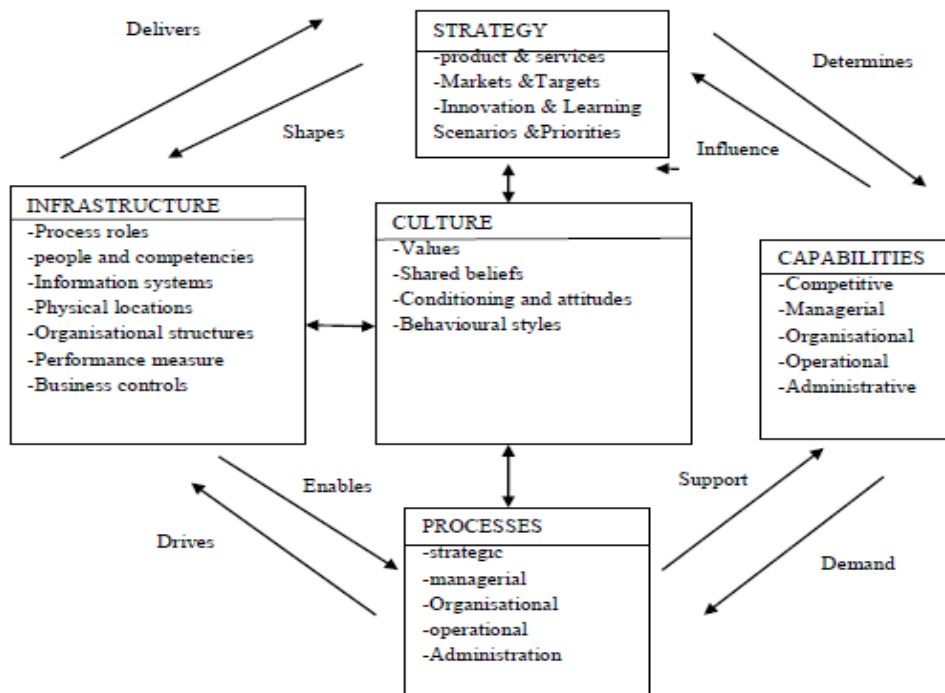 Delivers
STRATEGY
-product & services
-Markets &Targets
-Innovation & Learning
Scenarios &Priorities
Determines
Shapes
Influence
INFRASTRUCTURE
-Process roles
-people and competencies
-Information systems
-Physical locations
-Organisational structures
-Performance measure
-Business controls
CULTURE
-Values
-Shared beliefs
-Conditioning and attitudes
-Behavioural styles
CAPABILITIES
-Competitive
-Managerial
-Organisational
-Operational
-Administrative
Enables
Drives
Support
Demand
PROCESSES
-strategic
-managerial
-Organisational
-operational
-Administration